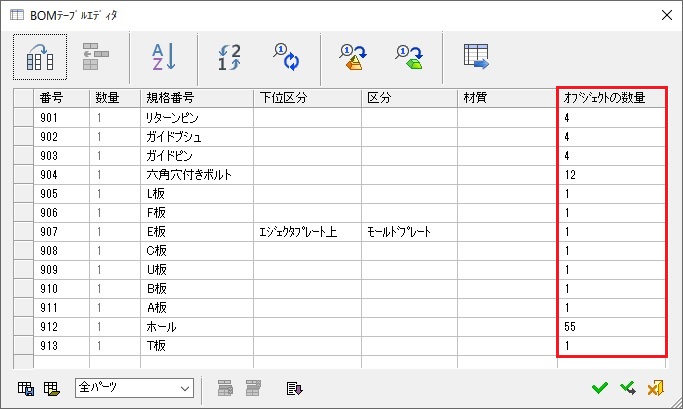 BOMﾃｰﾌﾞﾙｴﾃﾞｨﾀ
番号 数量 規格番号 下位区分 区分 材質 ｵﾌﾞｼﾞｪｸﾄの数量
901 1 リターンピン 4
902 1 ガイドブシュ 4
903 1 ガイドピン 4
904 1 六角穴付きボルト 12
905 1 L板 1
906 1 F板 1
907 1 E板 ｴｼﾞｪｸﾀﾌﾟﾚｰﾄ上 ﾓｰﾙﾄﾞﾌﾟﾚｰﾄ 1
908 1 C板 1
909 1 U板 1
910 1 B板 1
911 1 A板 1
912 1 ホール 55
913 1 T板 1
全パーツ